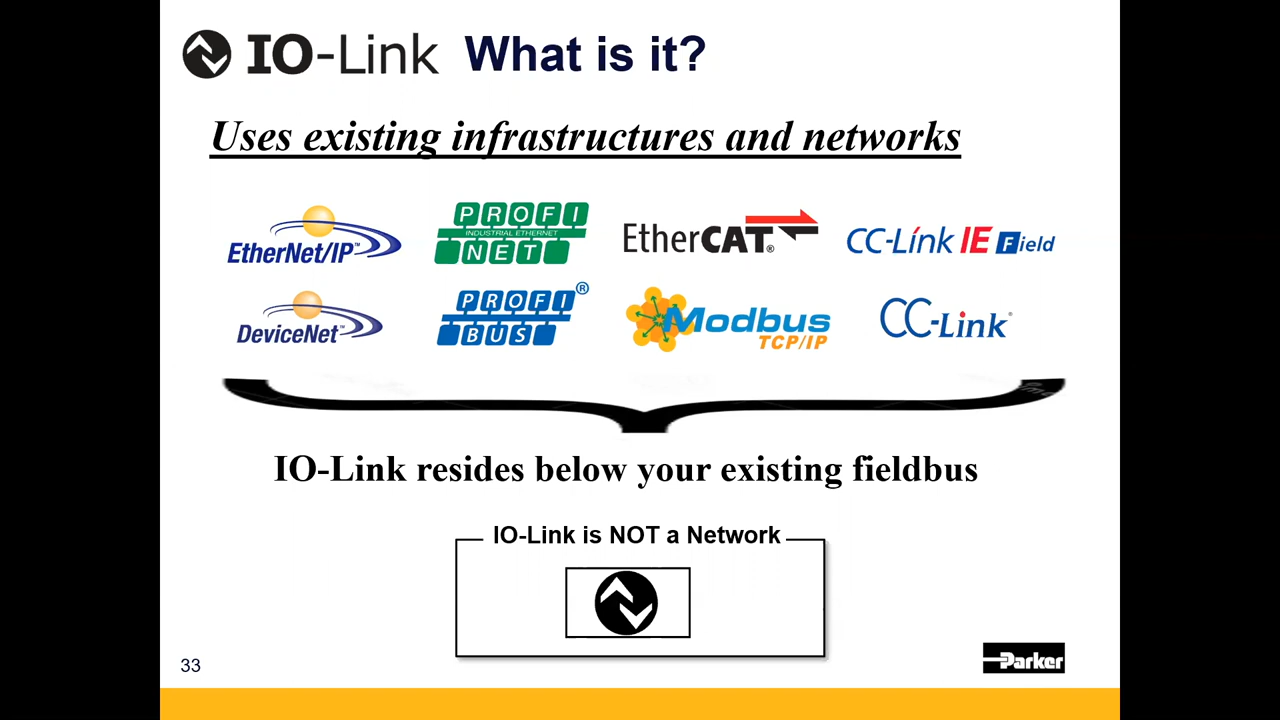 IO-Link What is it?
Uses existing infrastructures and networks
EtherNet/IP™ PROFI INDUSTRIAL ETHERNET NET EtherCAT® CC-Link IE Field
DeviceNet™ PROFI BUS® Modbus TCP/IP CC-Link®
IO-Link resides below your existing fieldbus
IO-Link is NOT a Network
33
Parker